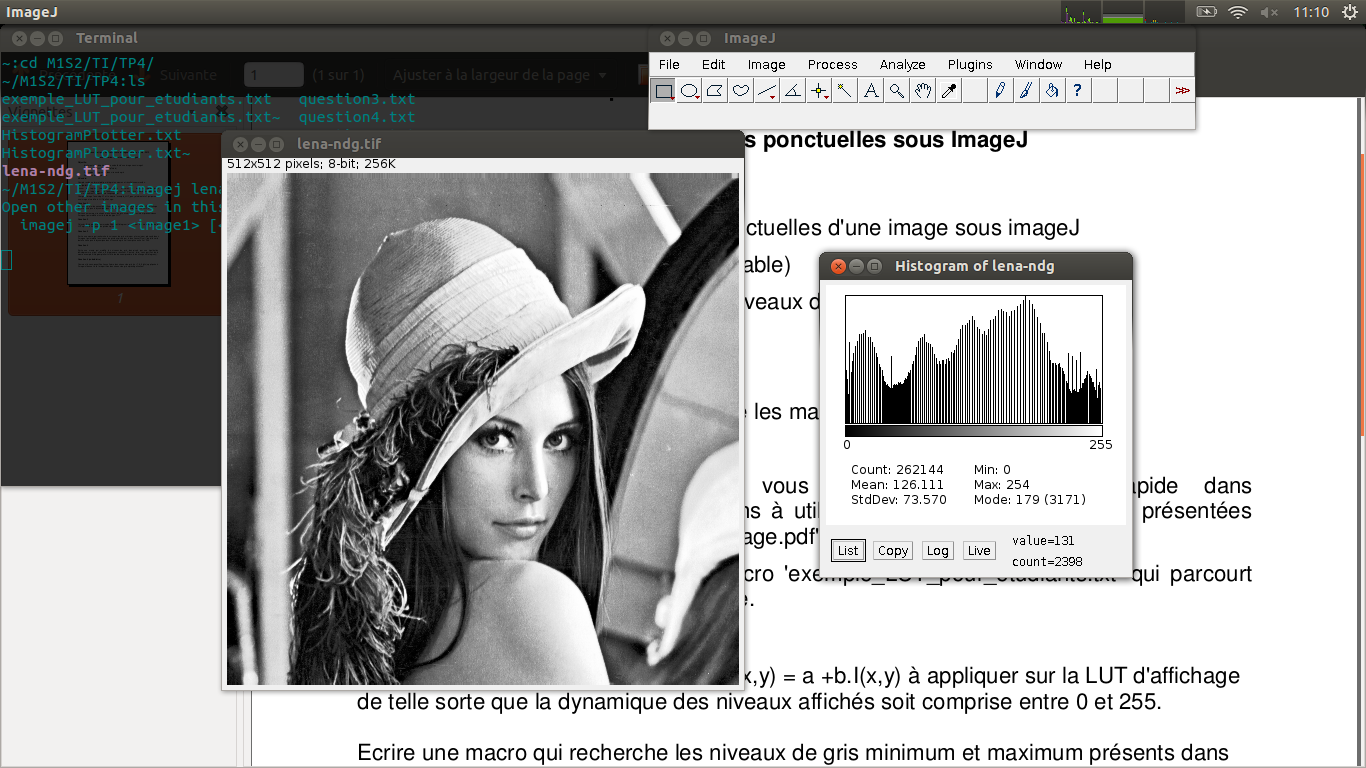 ImageJ
11:10
Terminal
~:cd M1S2/TI/TP4/
~/M1S2/TI/TP4:ls
exemple_LUT_pour_etudiants.txt question3.txt
exemple_LUT_pour_etudiants.txt~ question4.txt
HistogramPlotter.txt
HistogramPlotter.txt~
lena-ndg.tif
~/M1S2/TI/TP4:imagej lena
Open other images in this
imagej -p 1 <image1> [<
Suivante
1
(1 sur 1)
Ajuster à la largeur de la page
1
ImageJ
File Edit Image Process Analyze Plugins Window Help
lena-ndg.tif
512x512 pixels; 8-bit; 256K
s ponctuelles sous ImageJ
ctuelles d'une image sous imageJ
able)
veaux d
e les ma
vous
apide dans
ns à util
présentées
age.pdf'
cro 'exemple_LUT_pour_etudiants.txt' qui parcourt
e.
x,y) = a +b.I(x,y) à appliquer sur la LUT d'affichage
de telle sorte que la dynamique des niveaux affichés soit comprise entre 0 et 255.
Ecrire une macro qui recherche les niveaux de gris minimum et maximum présents dans
Histogram of lena-ndg
0 255
Count: 262144 Min: 0
Mean: 126.111 Max: 254
StdDev: 73.570 Mode: 179 (3171)
List Copy Log Live
value=131
count=2398